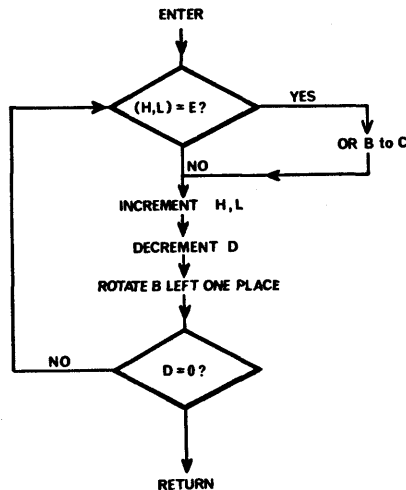 ENTER
(H,L) = E?
YES
OR B to C
NO
INCREMENT H,L
DECREMENT D
ROTATE B LEFT ONE PLACE
D = 0?
NO
RETURN